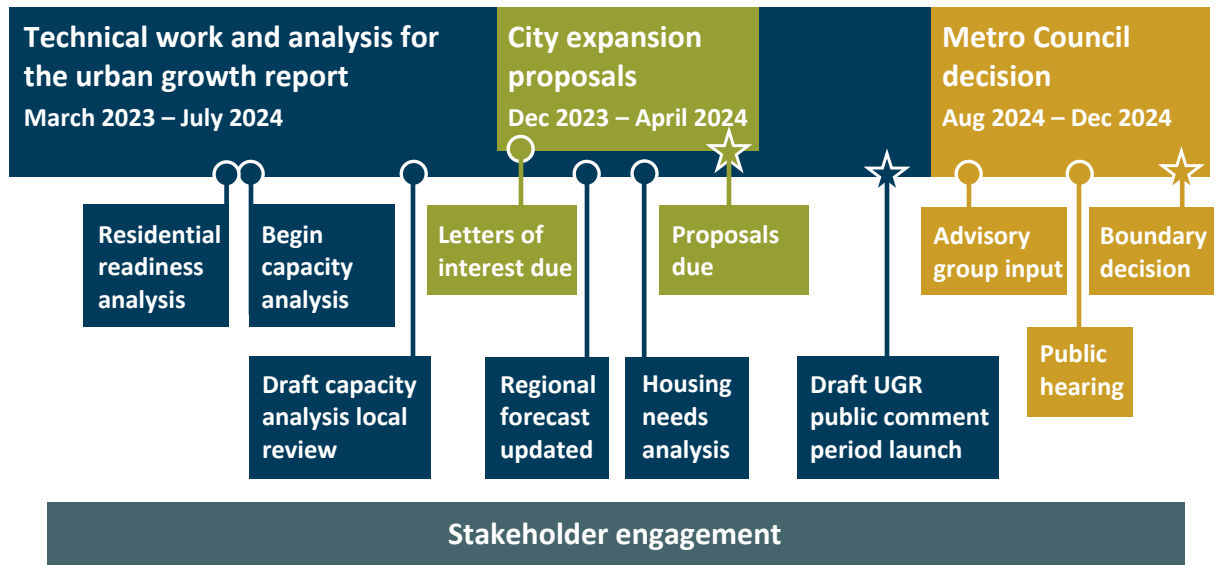 Technical work and analysis for
the urban growth report
March 2023 – July 2024
City expansion
proposals
Dec 2023 – April 2024
Metro Council
decision
Aug 2024 – Dec 2024
Residential
readiness
analysis
Begin
capacity
analysis
Letters of
interest due
Proposals
due
Advisory
group input
Boundary
decision
Draft capacity
analysis local
review
Regional
forecast
updated
Housing
needs
analysis
Draft UGR
public comment
period launch
Public
hearing
Stakeholder engagement